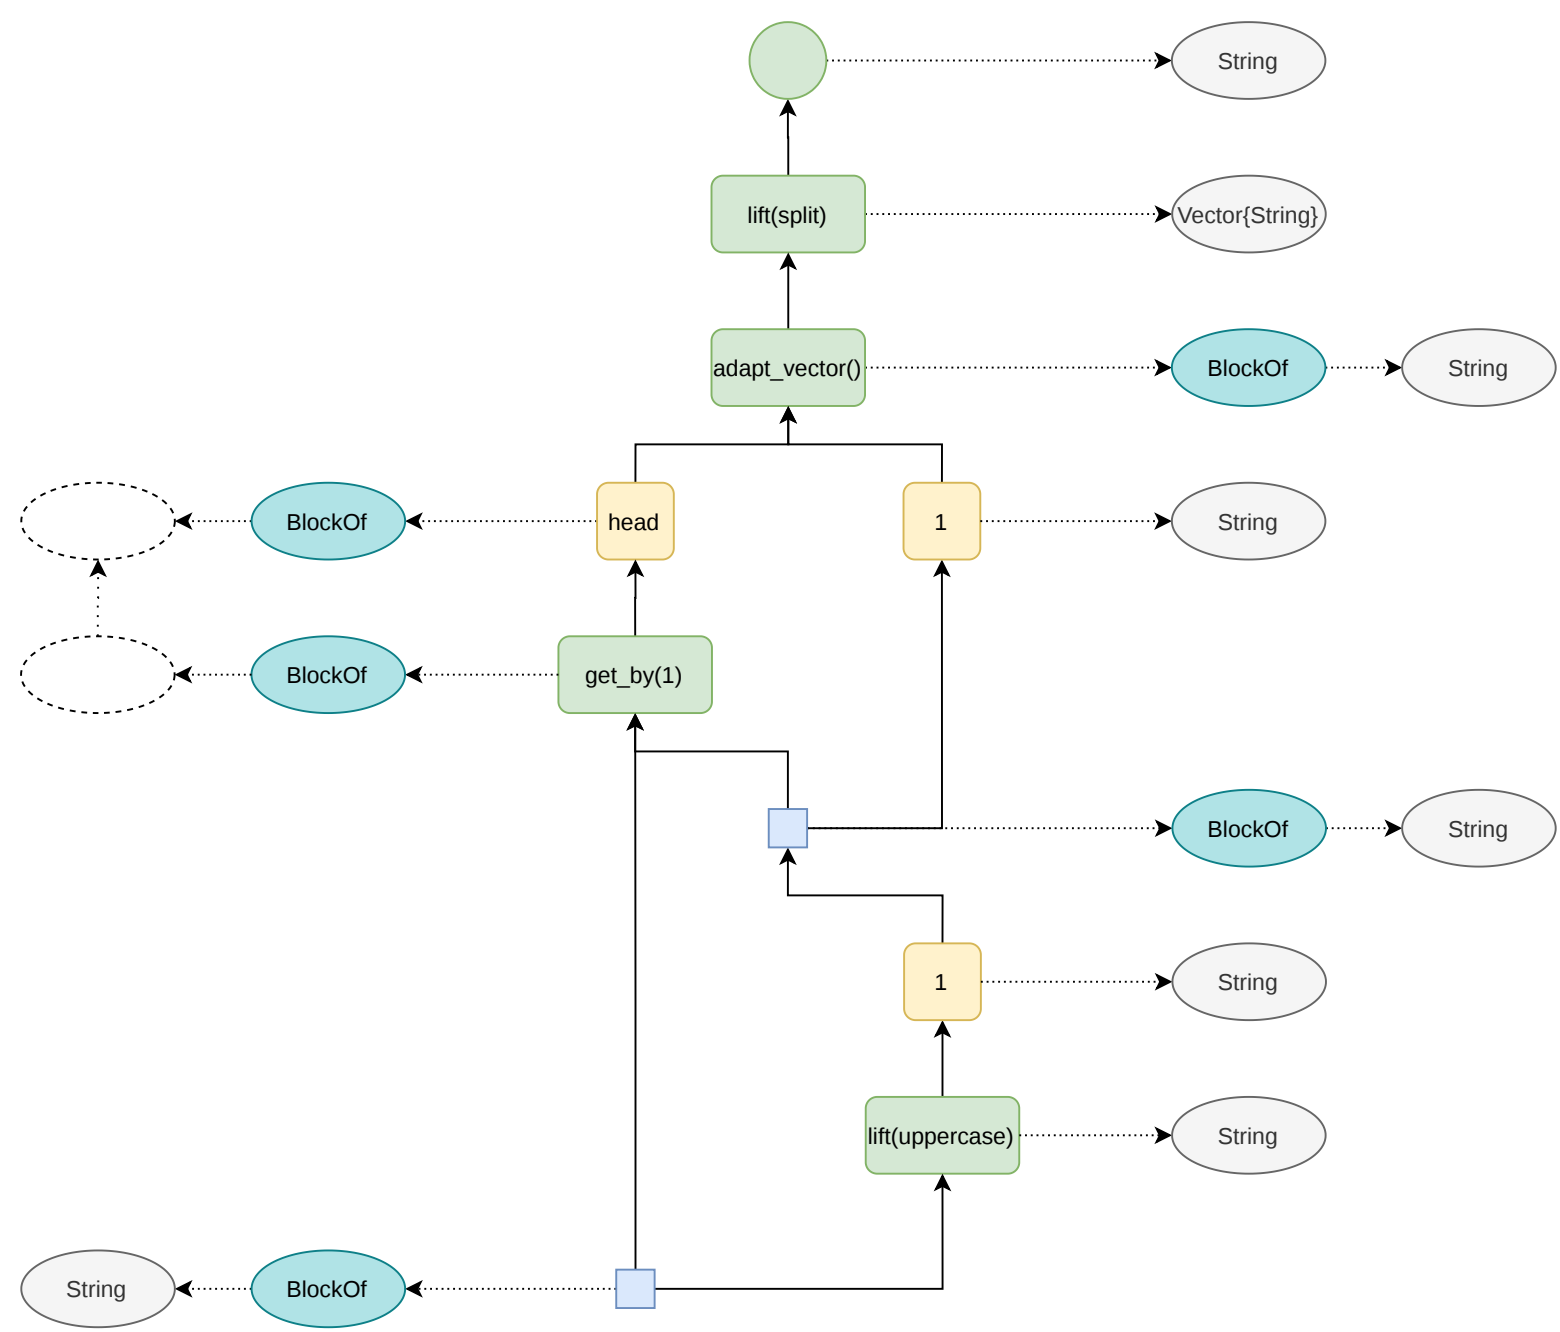 String
lift(split)
Vector{String}
adapt_vector()
BlockOf
String
BlockOf
head
1
String
BlockOf
get_by(1)
BlockOf
String
1
String
lift(uppercase)
String
String
BlockOf